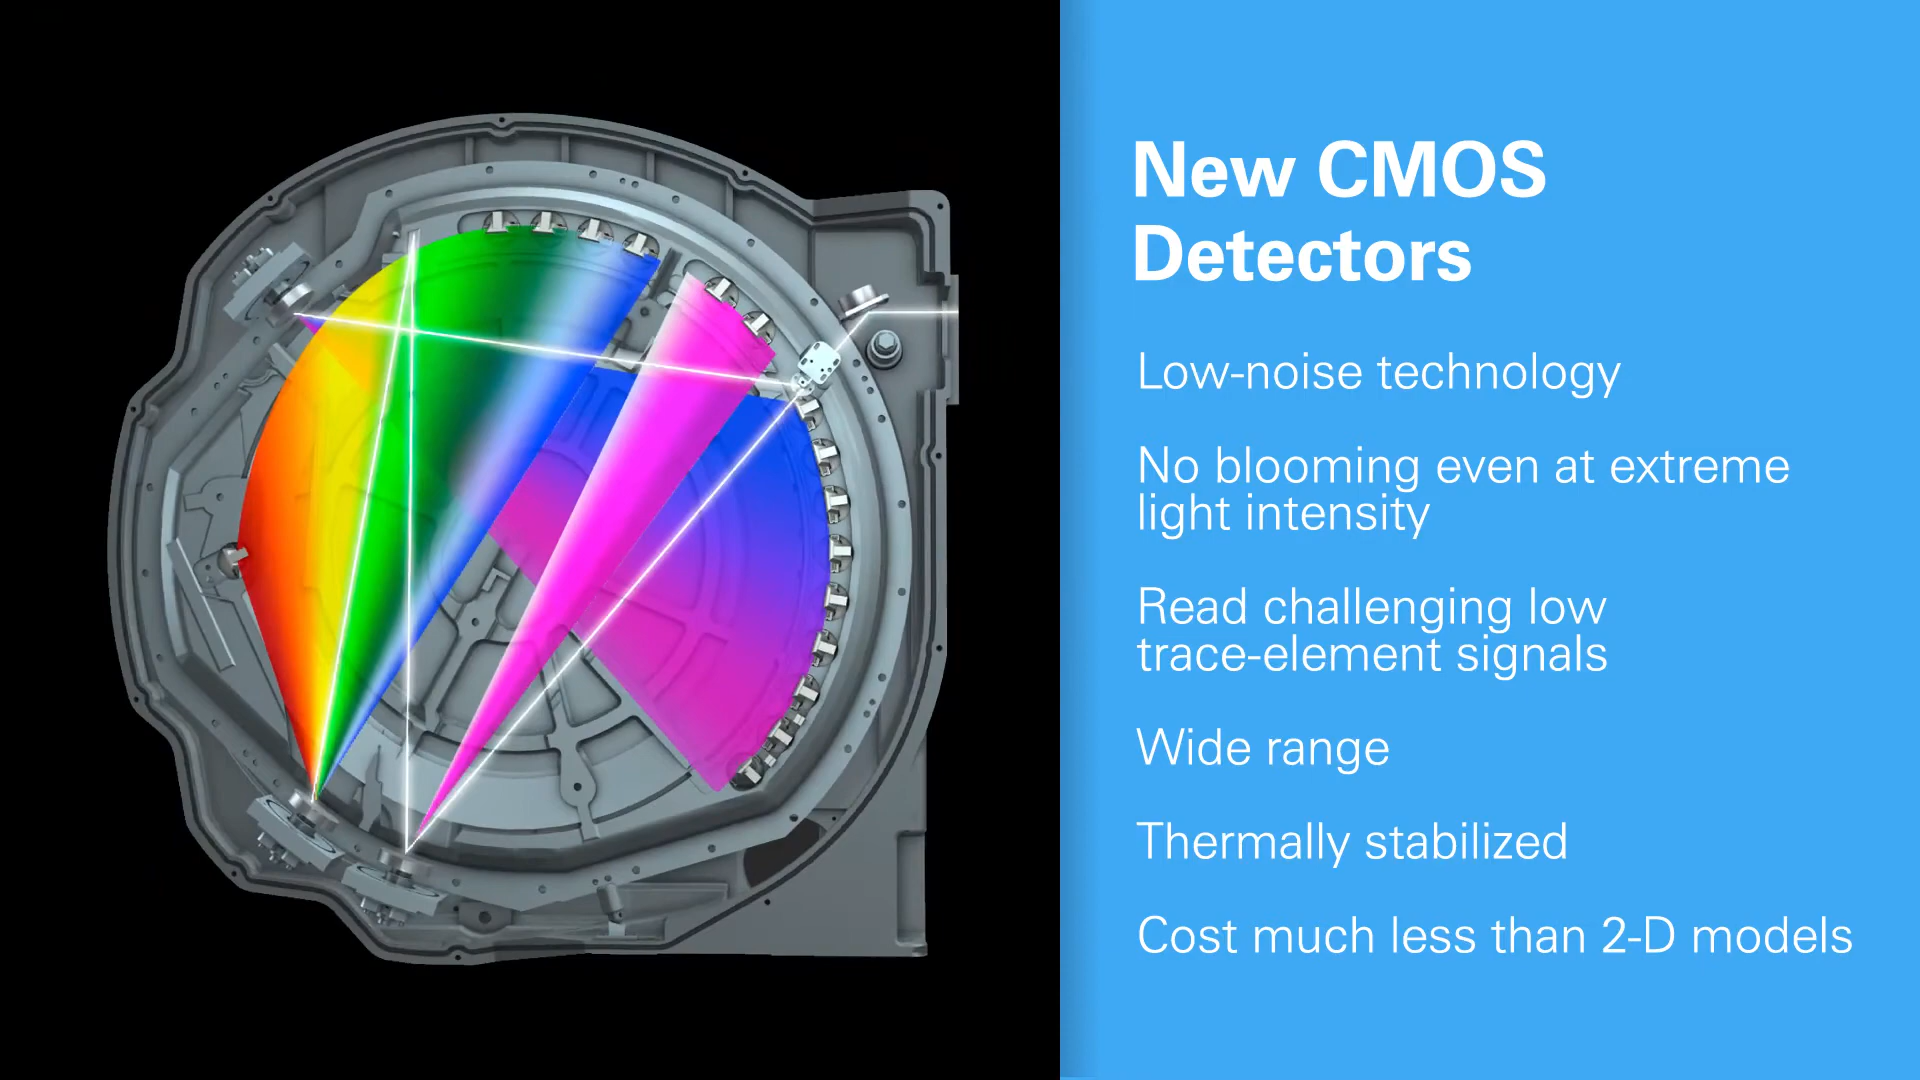 New CMOS
Detectors
Low-noise technology
No blooming even at extreme
light intensity
Read challenging low
trace-element signals
Wide range
Thermally stabilized
Cost much less than 2-D models